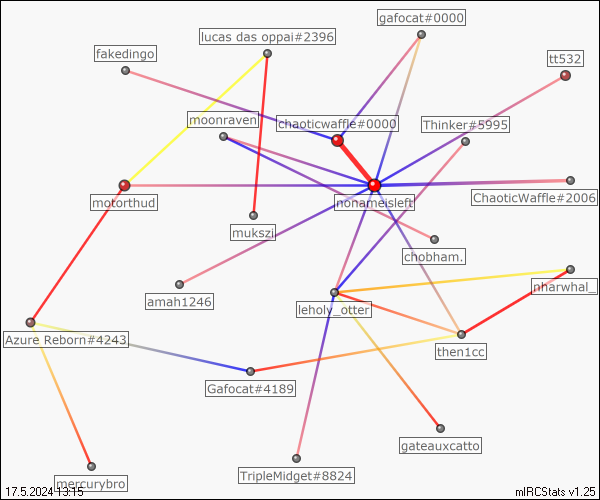 gafocat#0000
lucas das oppai#2396
fakedingo
tt532
moonraven
chaoticwaffle#0000
Thinker#5995
motorthud
nonameisleft
ChaoticWaffle#2006
mukszi
chobham.
amah1246
nharwhal_
leholy_otter
Azure Reborn#4243
then1cc
Gafocat#4189
gateauxcatto
TripleMidget#8824
mercurybro
17.5.2024 13:15
mIRCStats v1.25